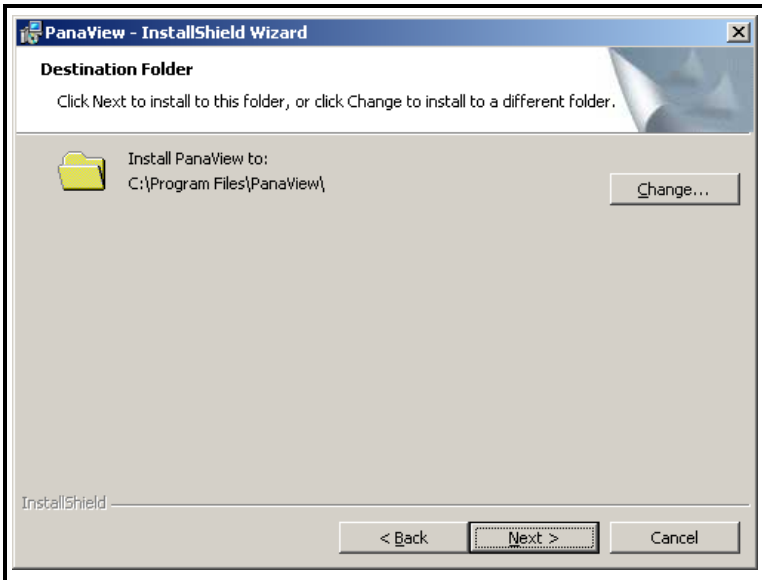 PanaView - InstallShield Wizard
Destination Folder
Click Next to install to this folder, or click Change to install to a different folder.
Install PanaView to:
C:\Program Files\PanaView\
Change...
InstallShield
< Back
Next >
Cancel